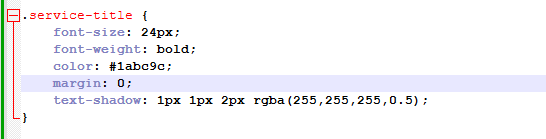 .service-title {
font-size: 24px;
font-weight: bold;
color: #1abc9c;
margin: 0;
text-shadow: 1px 1px 2px rgba(255,255,255,0.5);
}